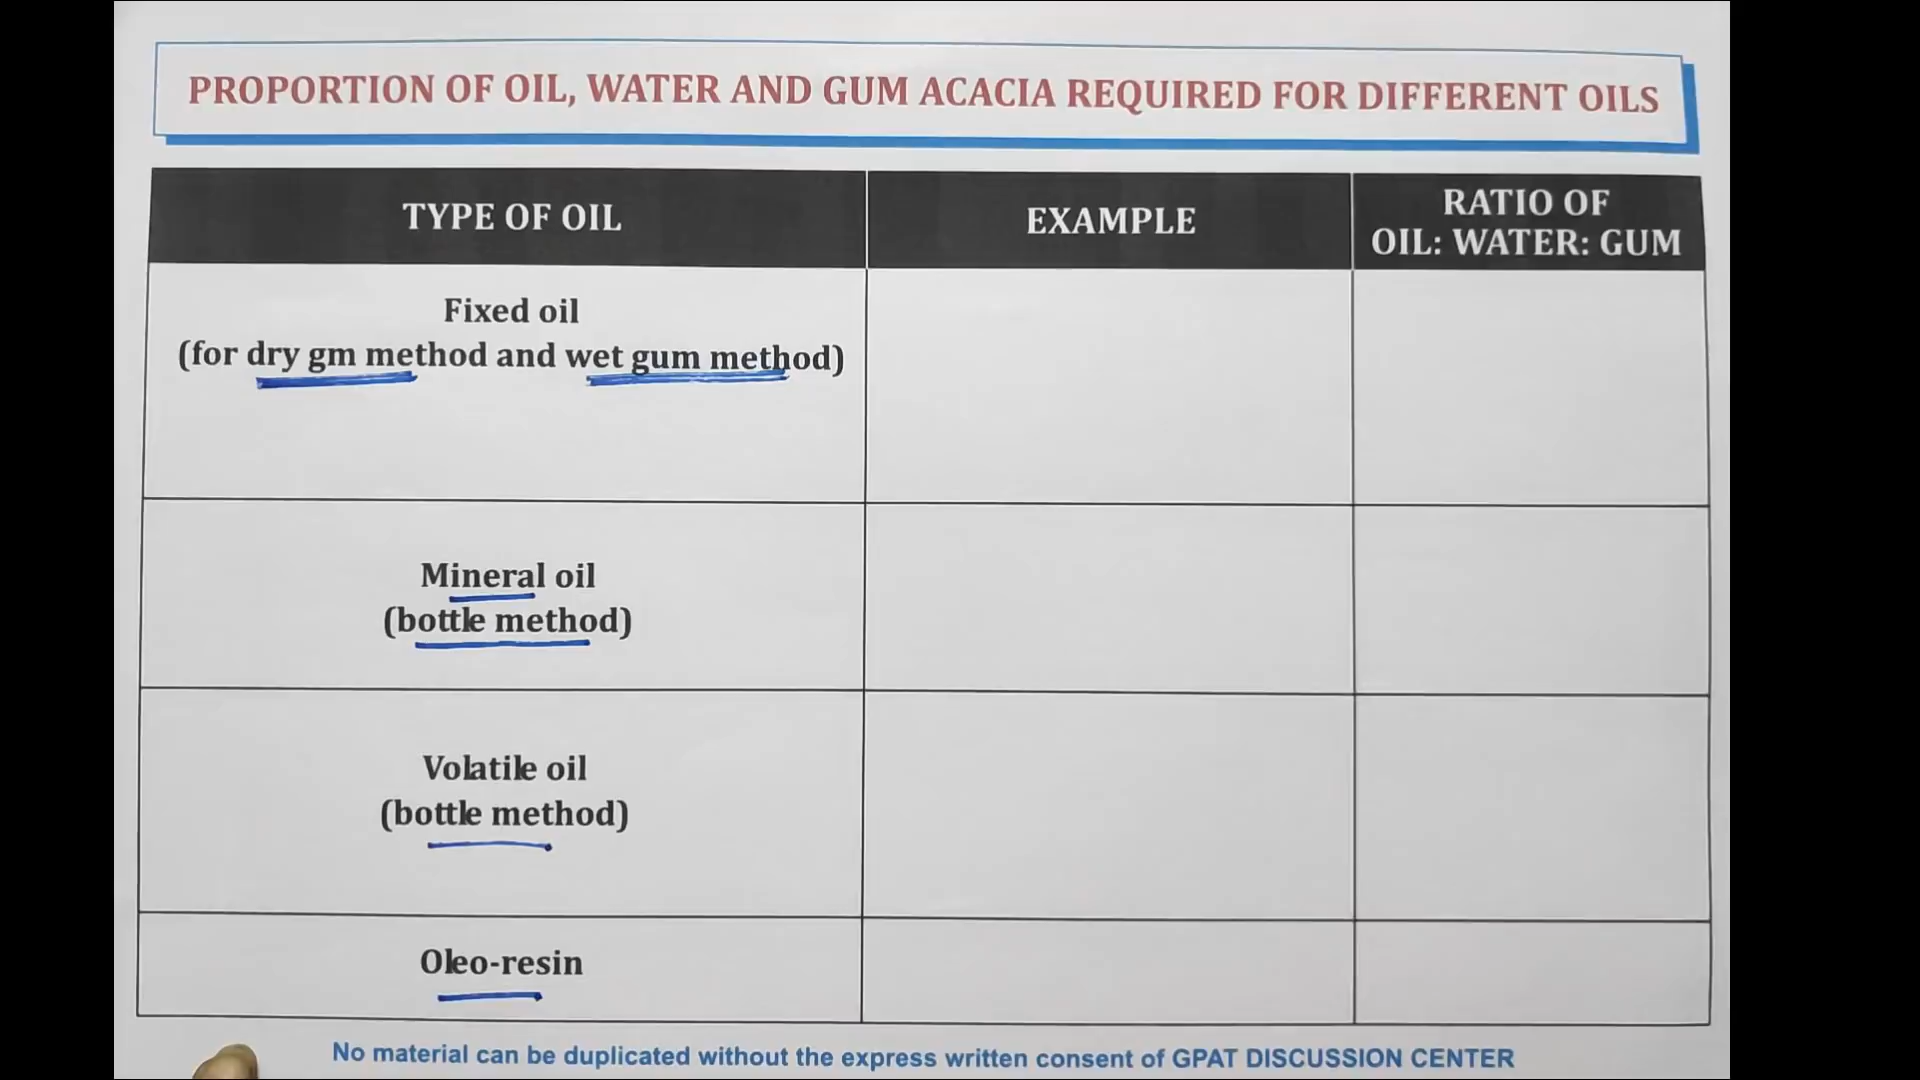 PROPORTION OF OIL, WATER AND GUM ACACIA REQUIRED FOR DIFFERENT OILS
TYPE OF OIL
EXAMPLE
RATIO OF
OIL: WATER: GUM
Fixed oil
(for dry gm method and wet gum method)
Mineral oil
(bottle method)
Volatile oil
(bottle method)
Oleo-resin
No material can be duplicated without the express written consent of GPAT DISCUSSION CENTER